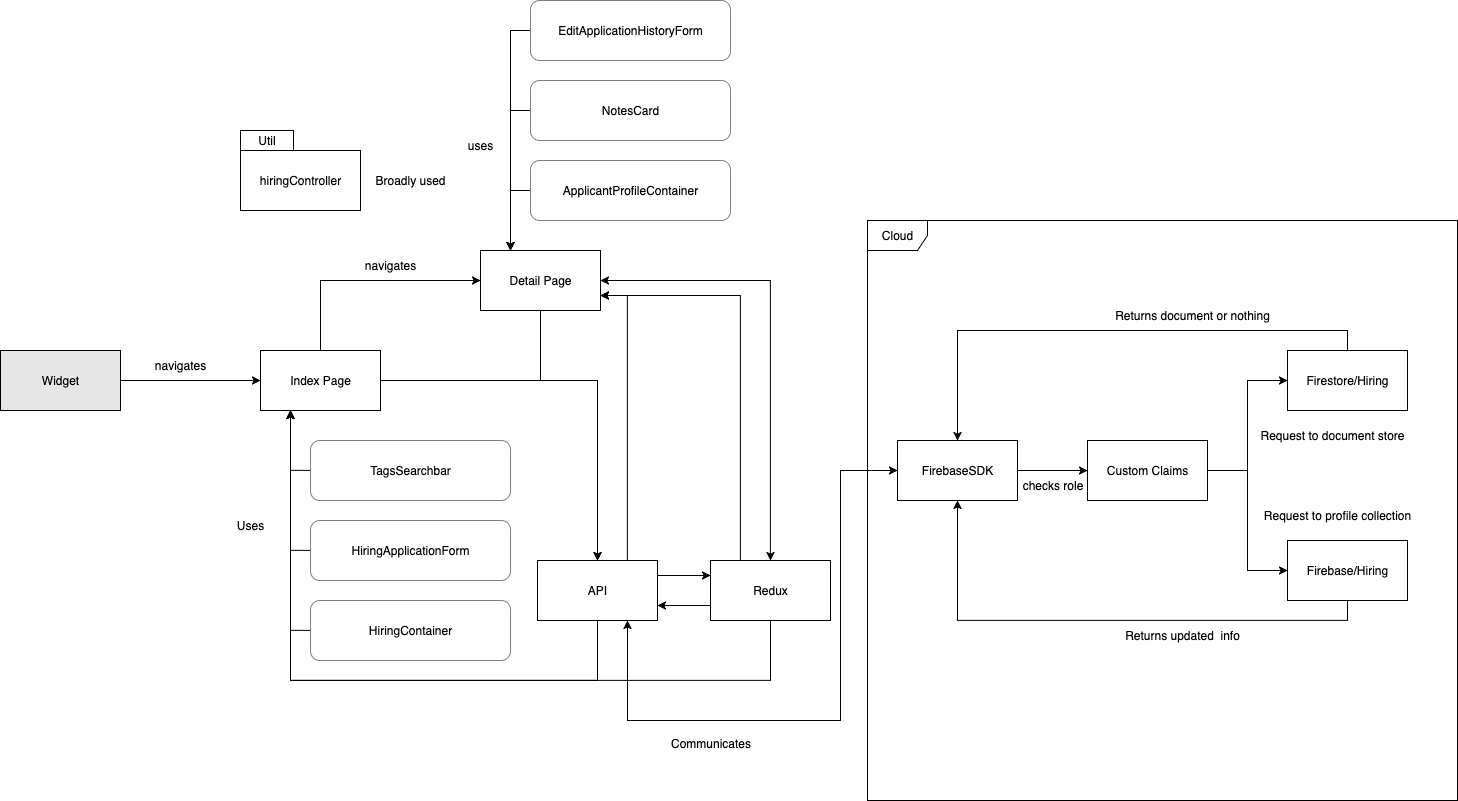 EditApplicationHistoryForm
NotesCard
Util
uses
hiringController
Broadly used
ApplicantProfileContainer
Cloud
navigates
Detail Page
Returns document or nothing
navigates
Widget
Index Page
Firestore/Hiring
Request to document store
TagsSearchbar
FirebaseSDK
Custom Claims
checks role
Uses
Request to profile collection
HiringApplicationForm
Firebase/Hiring
API
Redux
HiringContainer
Returns updated  info
Communicates